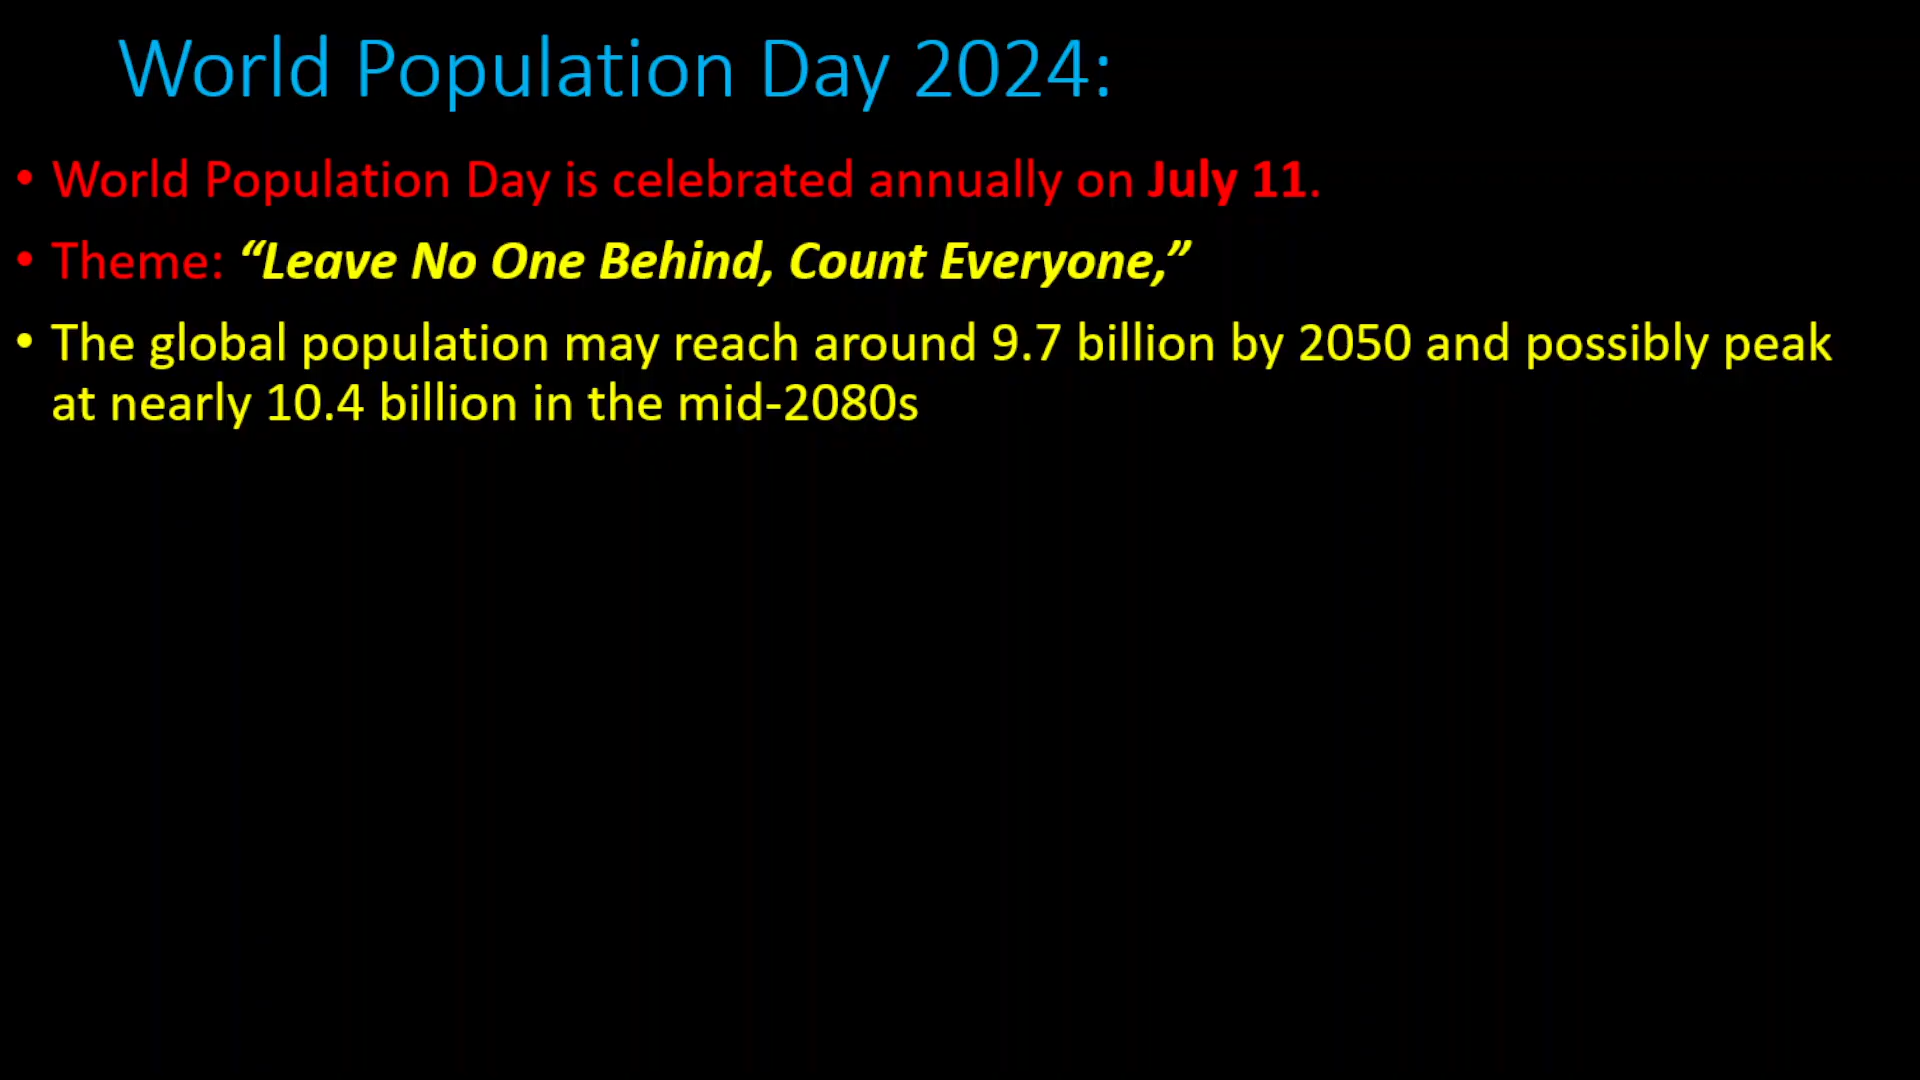 World Population Day 2024:
• World Population Day is celebrated annually on July 11.
• Theme: “Leave No One Behind, Count Everyone,”
• The global population may reach around 9.7 billion by 2050 and possibly peak
at nearly 10.4 billion in the mid-2080s